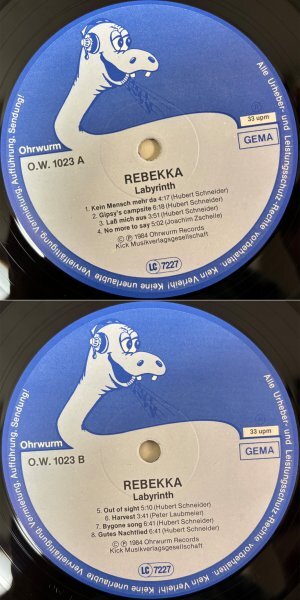 Alle Urheber- und Leistungsschutz-Rechte vorbehalten. Kein Verleih! Keine unerlaubte Vervielfältigung, Vermietung, Aufführung, Sendung!
Ohrwurm
33 upm
O.W. 1023 A
GEMA
REBEKKA
Labyrinth
1. Kein Mensch mehr da 4:17 (Hubert Schneider)
2. Gipsy's campsite 6:18 (Hubert Schneider)
3. Laß mich aus 3:51 (Hubert Schneider)
4. No more to say 5:02 (Joachim Zscheile)
Ⓒ Ⓟ 1984 Ohrwurm Records
Kick Musikverlagsgesellschaft
LC 7227
Alle Urheber- und Leistungsschutz-Rechte vorbehalten. Kein Verleih! Keine unerlaubte Vervielfältigung, Vermietung, Aufführung, Sendung!
Ohrwurm
33 upm
O.W. 1023 B
GEMA
REBEKKA
Labyrinth
5. Out of sight 5:10 (Hubert Schneider)
6. Harvest 3:41 (Peter Laubmeier)
7. Bygone song 6:41 (Hubert Schneider)
8. Gutes Nachtlied 6:41 (Hubert Schneider)
Ⓒ Ⓟ 1984 Ohrwurm Records
Kick Musikverlagsgesellschaft
LC 7227